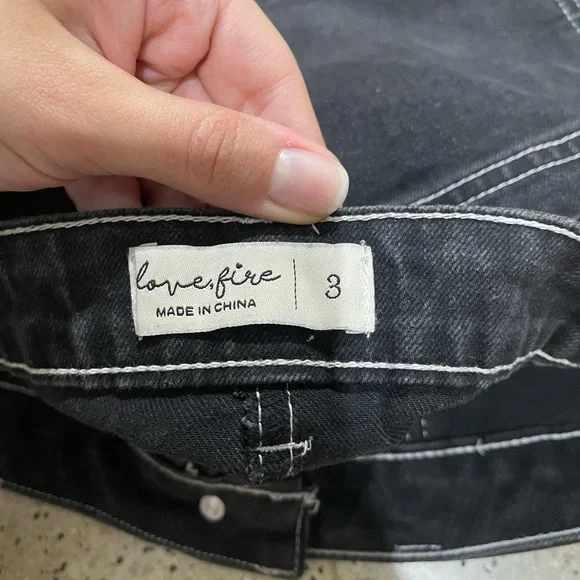 love, fire
MADE IN CHINA
3